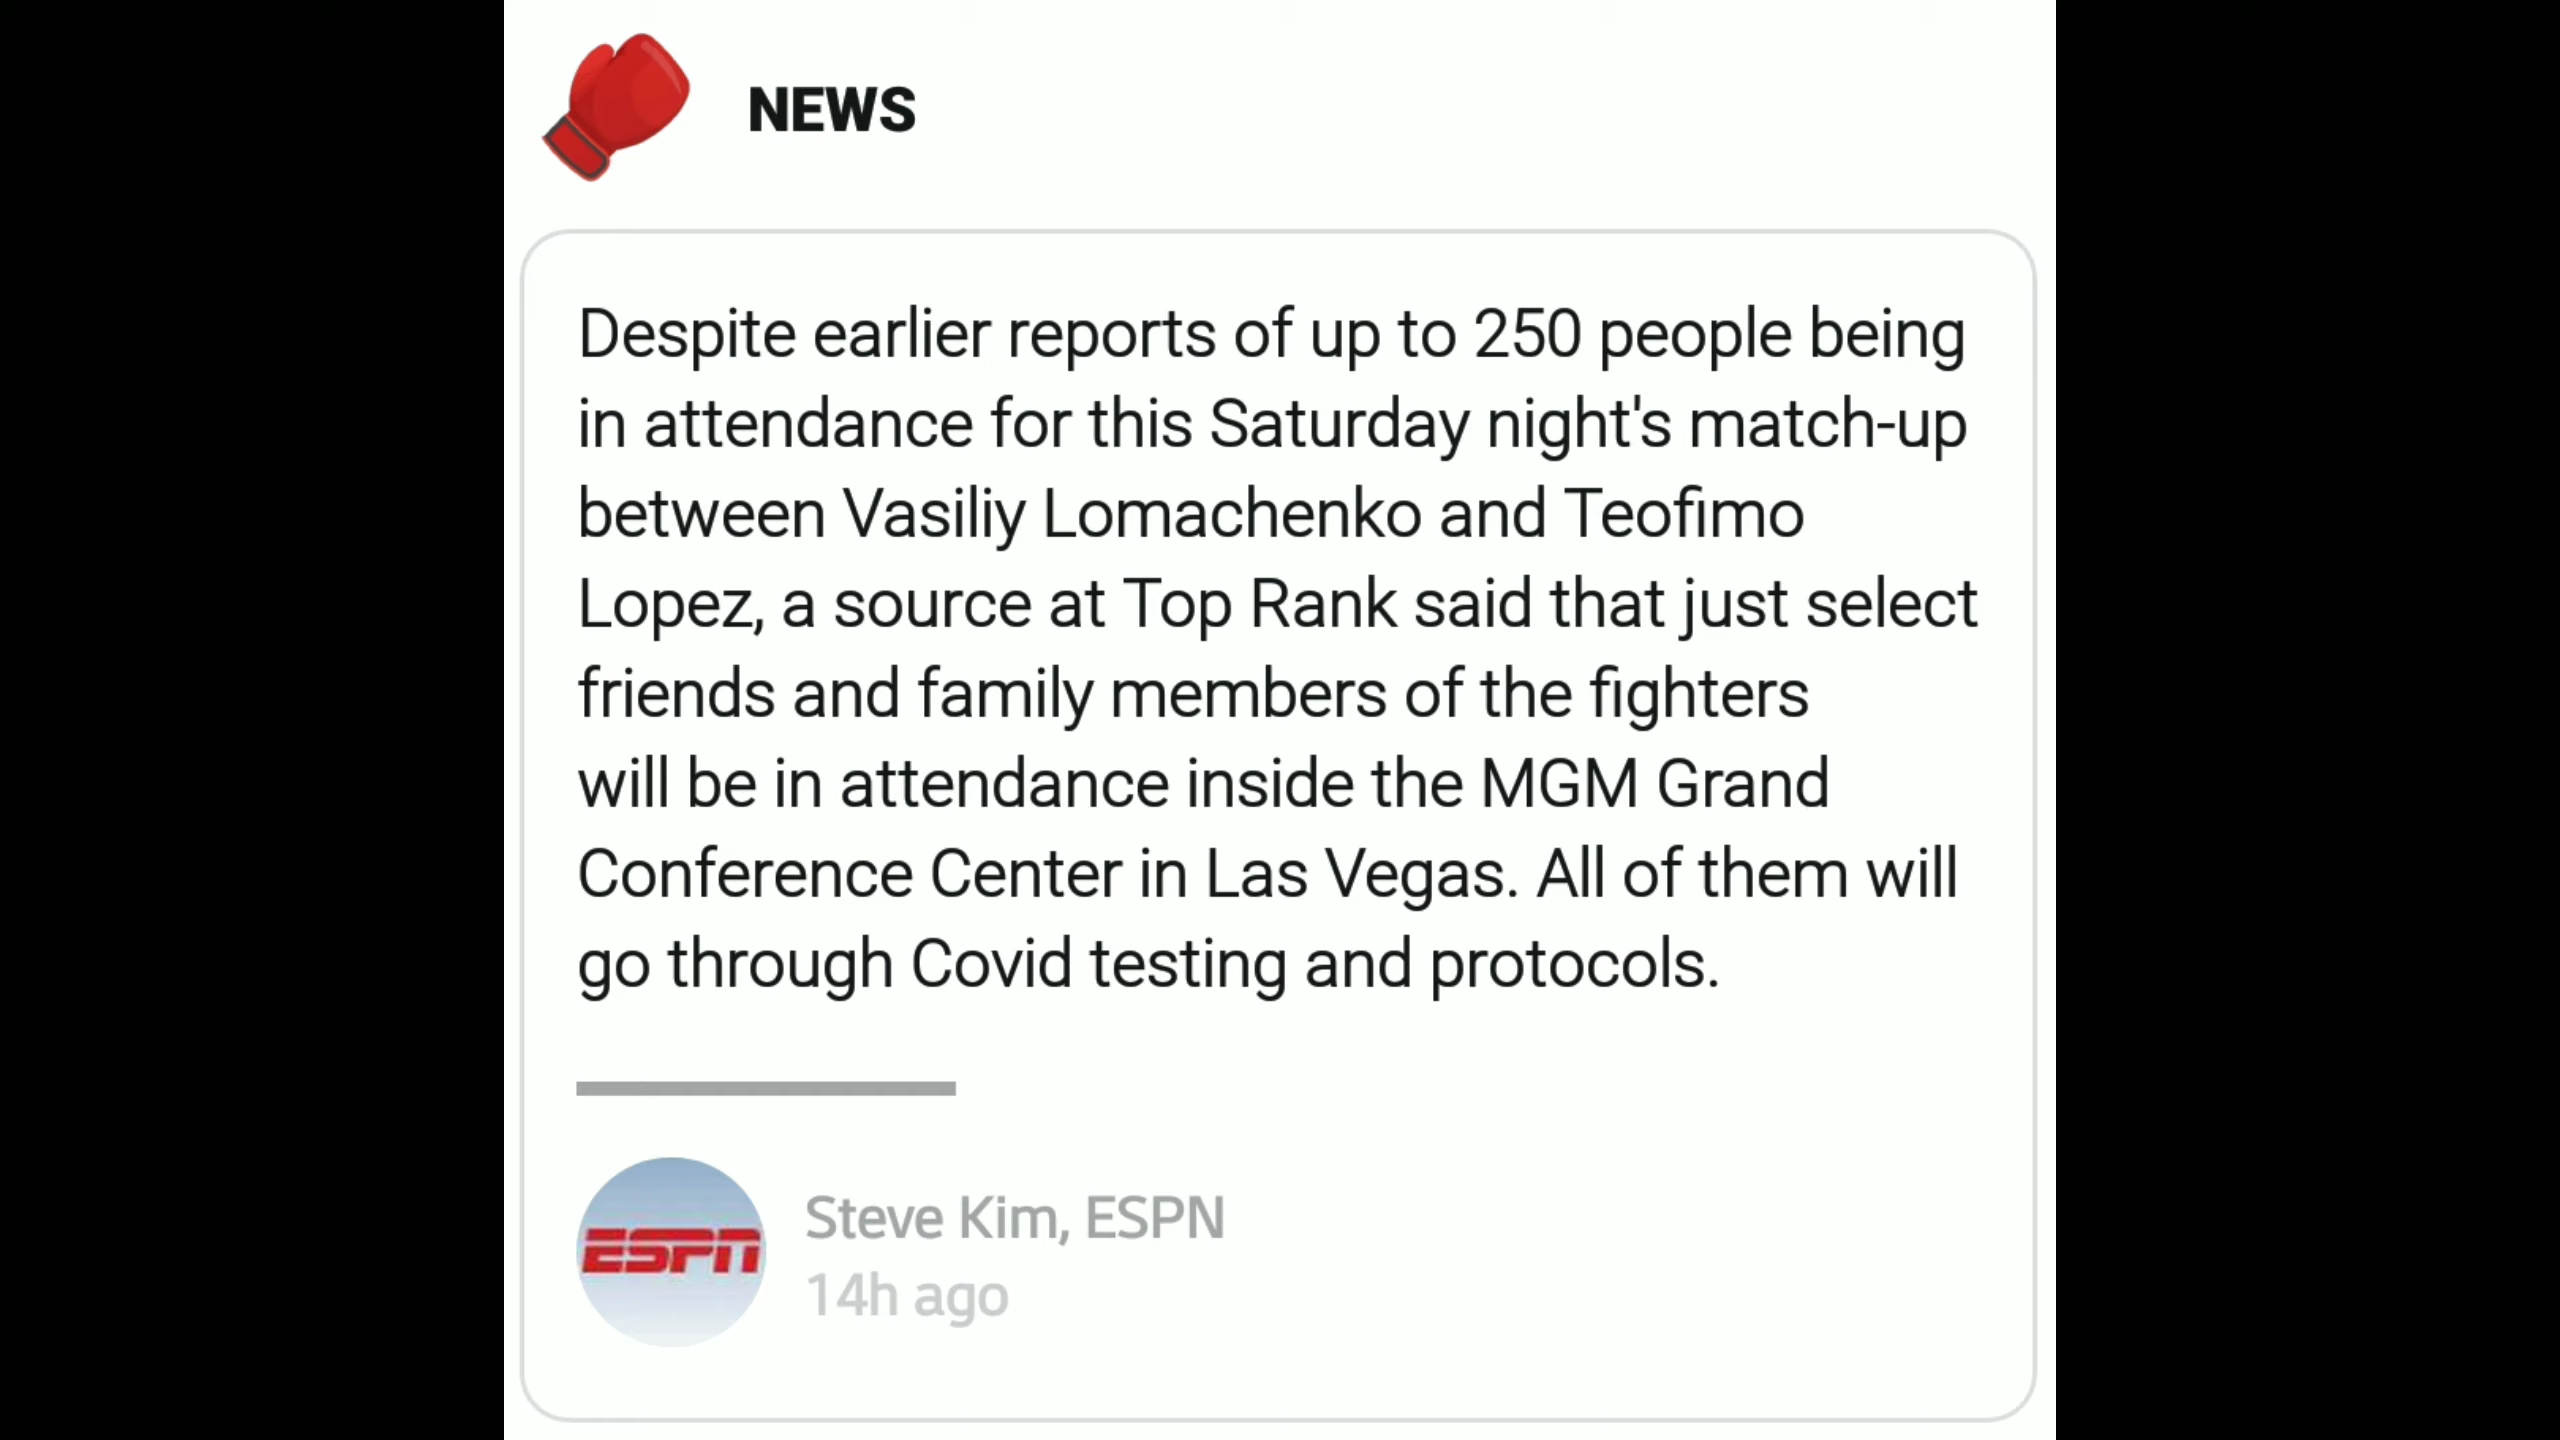 NEWS
Despite earlier reports of up to 250 people being
in attendance for this Saturday night's match-up
between Vasiliy Lomachenko and Teofimo
Lopez, a source at Top Rank said that just select
friends and family members of the fighters
will be in attendance inside the MGM Grand
Conference Center in Las Vegas. All of them will
go through Covid testing and protocols.
ESPN
Steve Kim, ESPN
14h ago